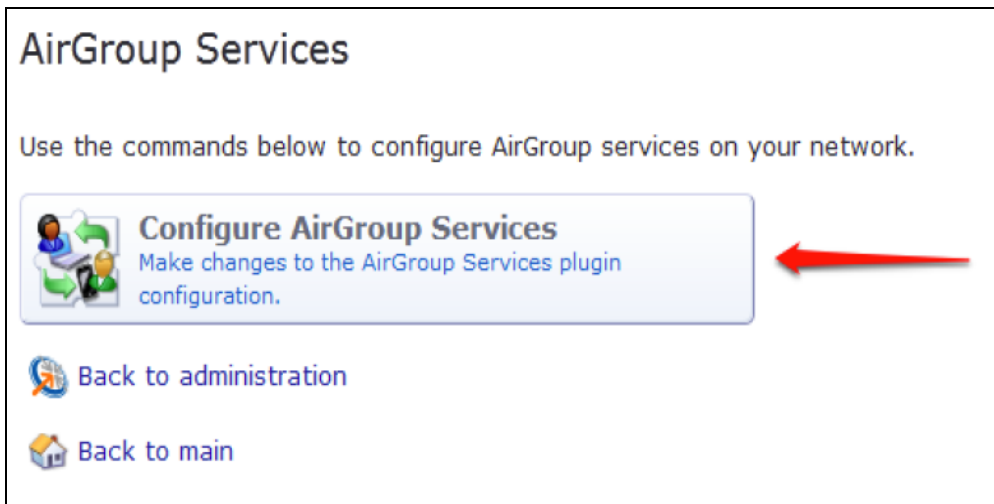 AirGroup Services
Use the commands below to configure AirGroup services on your network.
Configure AirGroup Services
Make changes to the AirGroup Services plugin
configuration.
Back to administration
Back to main